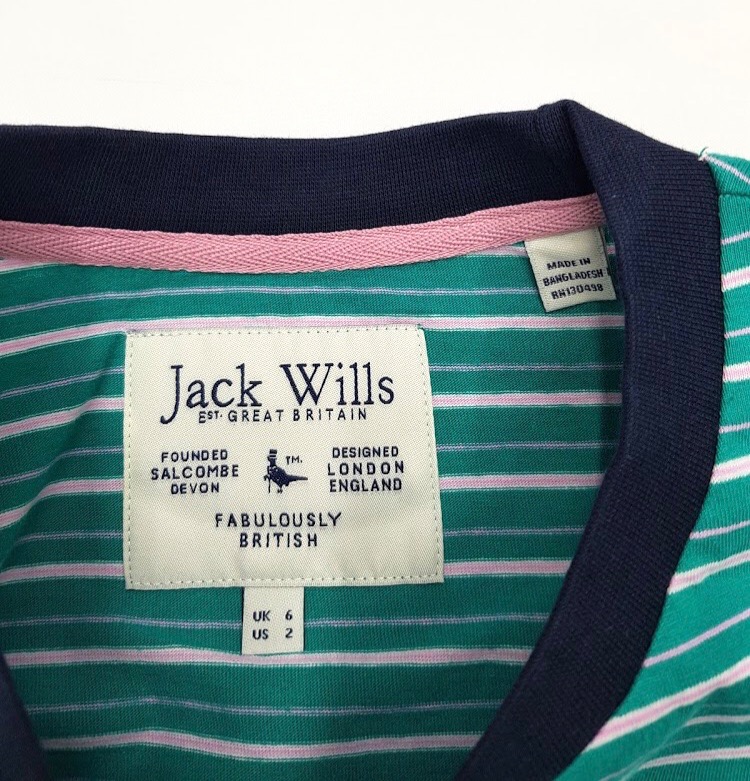 MADE IN
BANGLADESH
RN130498
Jack Wills
EST. GREAT BRITAIN
FOUNDED
SALCOMBE
DEVON
TM.
DESIGNED
LONDON
ENGLAND
FABULOUSLY
BRITISH
UK 6
US 2